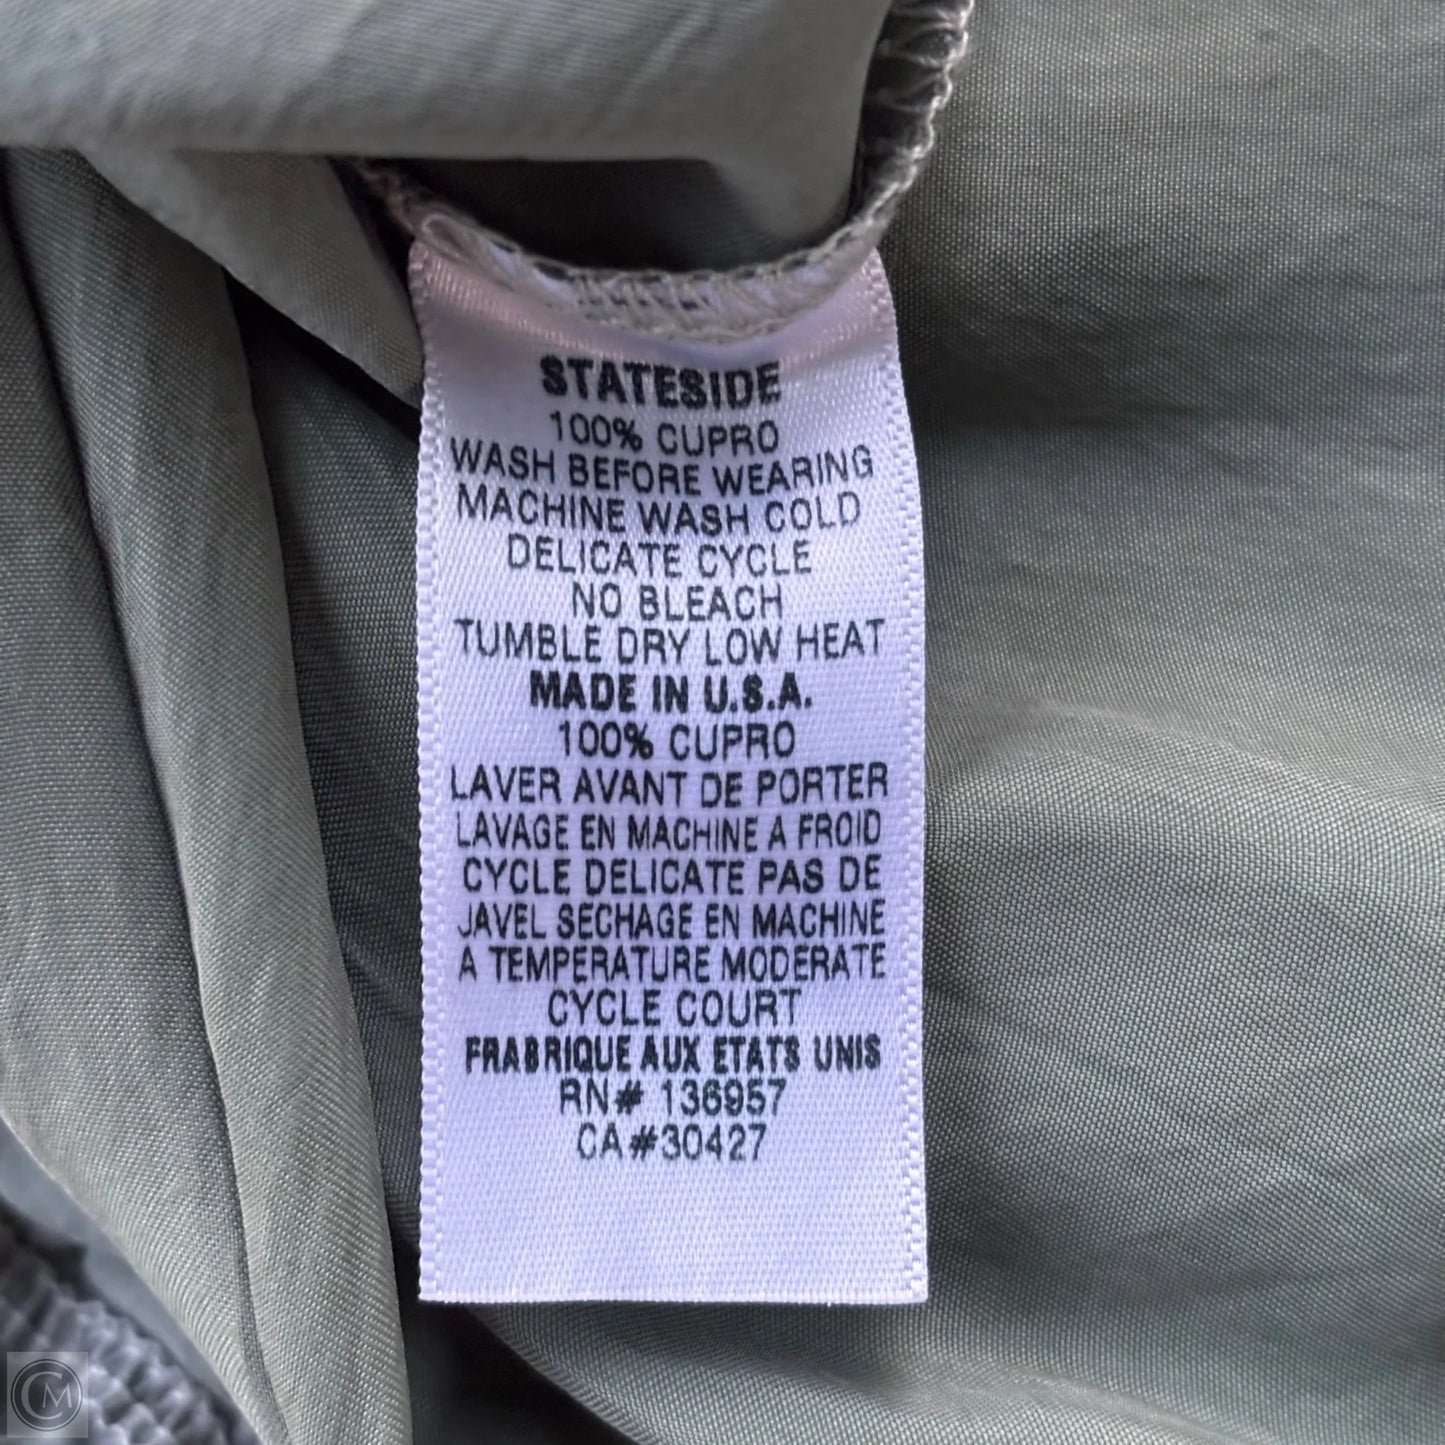 STATESIDE
100% CUPRO
WASH BEFORE WEARING
MACHINE WASH COLD
DELICATE CYCLE
NO BLEACH
TUMBLE DRY LOW HEAT
MADE IN U.S.A.
100% CUPRO
LAVER AVANT DE PORTER
LAVAGE EN MACHINE A FROID
CYCLE DELICATE PAS DE
JAVEL SECHAGE EN MACHINE
A TEMPERATURE MODERATE
CYCLE COURT
FRABRIQUE AUX ETATS UNIS
RN# 136957
CA#30427
CM